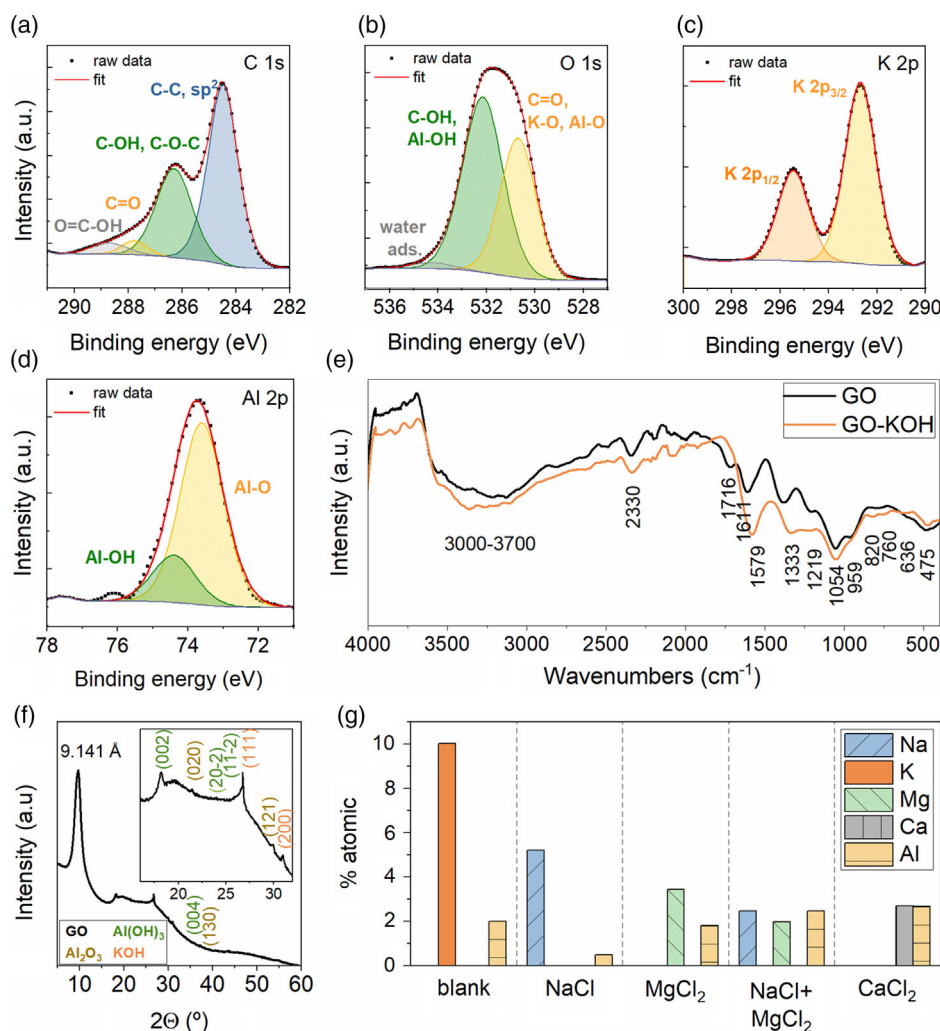 (a)
raw data
fit
C 1s
C-C, sp2
C-OH, C-O-C
C=O
O=C-OH
Intensity (a.u.)
290 288 286 284 282
Binding energy (eV)
(b)
raw data
fit
O 1s
C-OH,
Al-OH
C=O,
K-O, Al-O
water
ads.
Intensity (a.u.)
536 534 532 530 528
Binding energy (eV)
(c)
raw data
fit
K 2p
K 2p3/2
K 2p1/2
Intensity (a.u.)
300 298 296 294 292 290
Binding energy (eV)
(d)
raw data
fit
Al 2p
Al-O
Al-OH
Intensity (a.u.)
78 76 74 72
Binding energy (eV)
(e)
GO
GO-KOH
Intensity (a.u.)
3000-3700
2330
1716
1611
1579
1333
1219
1054
959
820
760
636
475
4000 3500 3000 2500 2000 1500 1000 500
Wavenumbers (cm-1)
(f)
9.141 Å
(002)
(020)
(20-2)
(11-2)
(111)
(121)
(200)
20 25 30
(004)
(130)
GO Al(OH)3
Al2O3 KOH
Intensity (a.u)
10 20 30 40 50 60
2Θ (º)
(g)
Na
K
Mg
Ca
Al
% atomic
10
8
6
4
2
0
blank NaCl MgCl2 NaCl+ CaCl2
MgCl2